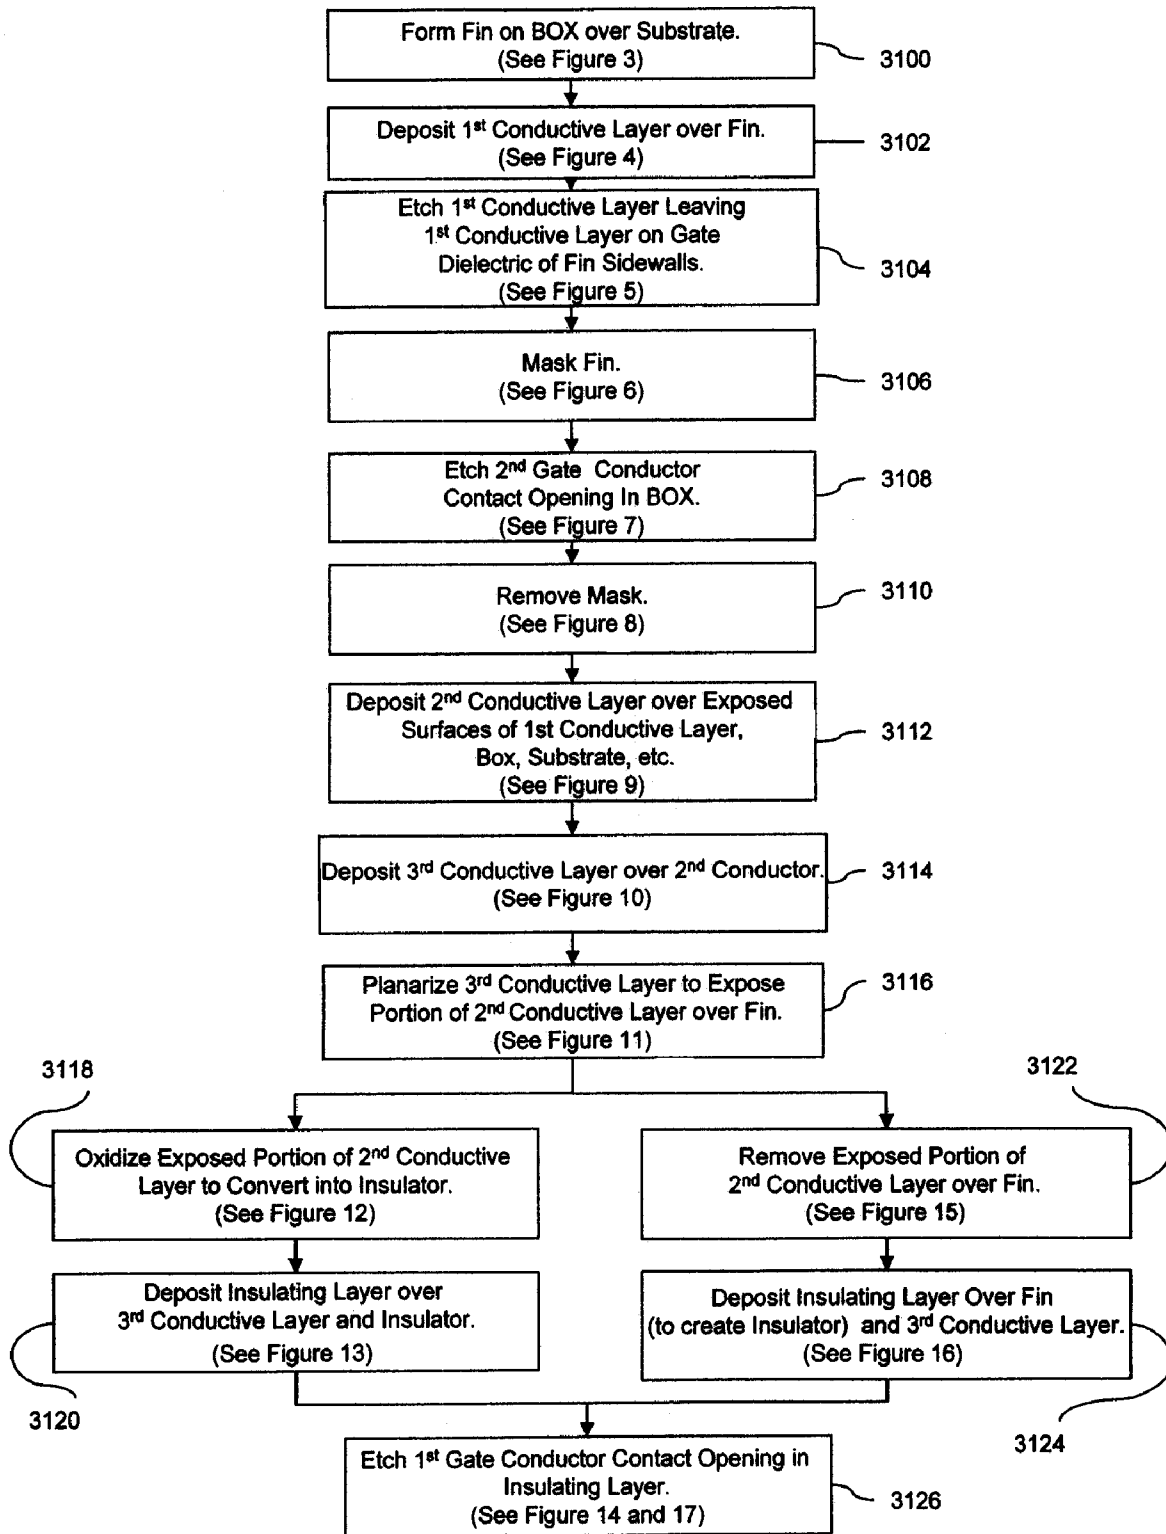 Form Fin on BOX over Substrate.
(See Figure 3)
3100
Deposit 1st Conductive Layer over Fin.
(See Figure 4)
3102
Etch 1st Conductive Layer Leaving
1st Conductive Layer on Gate
Dielectric of Fin Sidewalls.
(See Figure 5)
3104
Mask Fin.
(See Figure 6)
3106
Etch 2nd Gate Conductor
Contact Opening In BOX.
(See Figure 7)
3108
Remove Mask.
(See Figure 8)
3110
Deposit 2nd Conductive Layer over Exposed
Surfaces of 1st Conductive Layer,
Box, Substrate, etc.
(See Figure 9)
3112
Deposit 3rd Conductive Layer over 2nd Conductor.
(See Figure 10)
3114
Planarize 3rd Conductive Layer to Expose
Portion of 2nd Conductive Layer over Fin.
(See Figure 11)
3116
3118
Oxidize Exposed Portion of 2nd Conductive
Layer to Convert into Insulator.
(See Figure 12)
3122
Remove Exposed Portion of
2nd Conductive Layer over Fin.
(See Figure 15)
Deposit Insulating Layer over
3rd Conductive Layer and Insulator.
(See Figure 13)
3120
Deposit Insulating Layer Over Fin
(to create Insulator) and 3rd Conductive Layer.
(See Figure 16)
3124
Etch 1st Gate Conductor Contact Opening in
Insulating Layer.
(See Figure 14 and 17)
3126